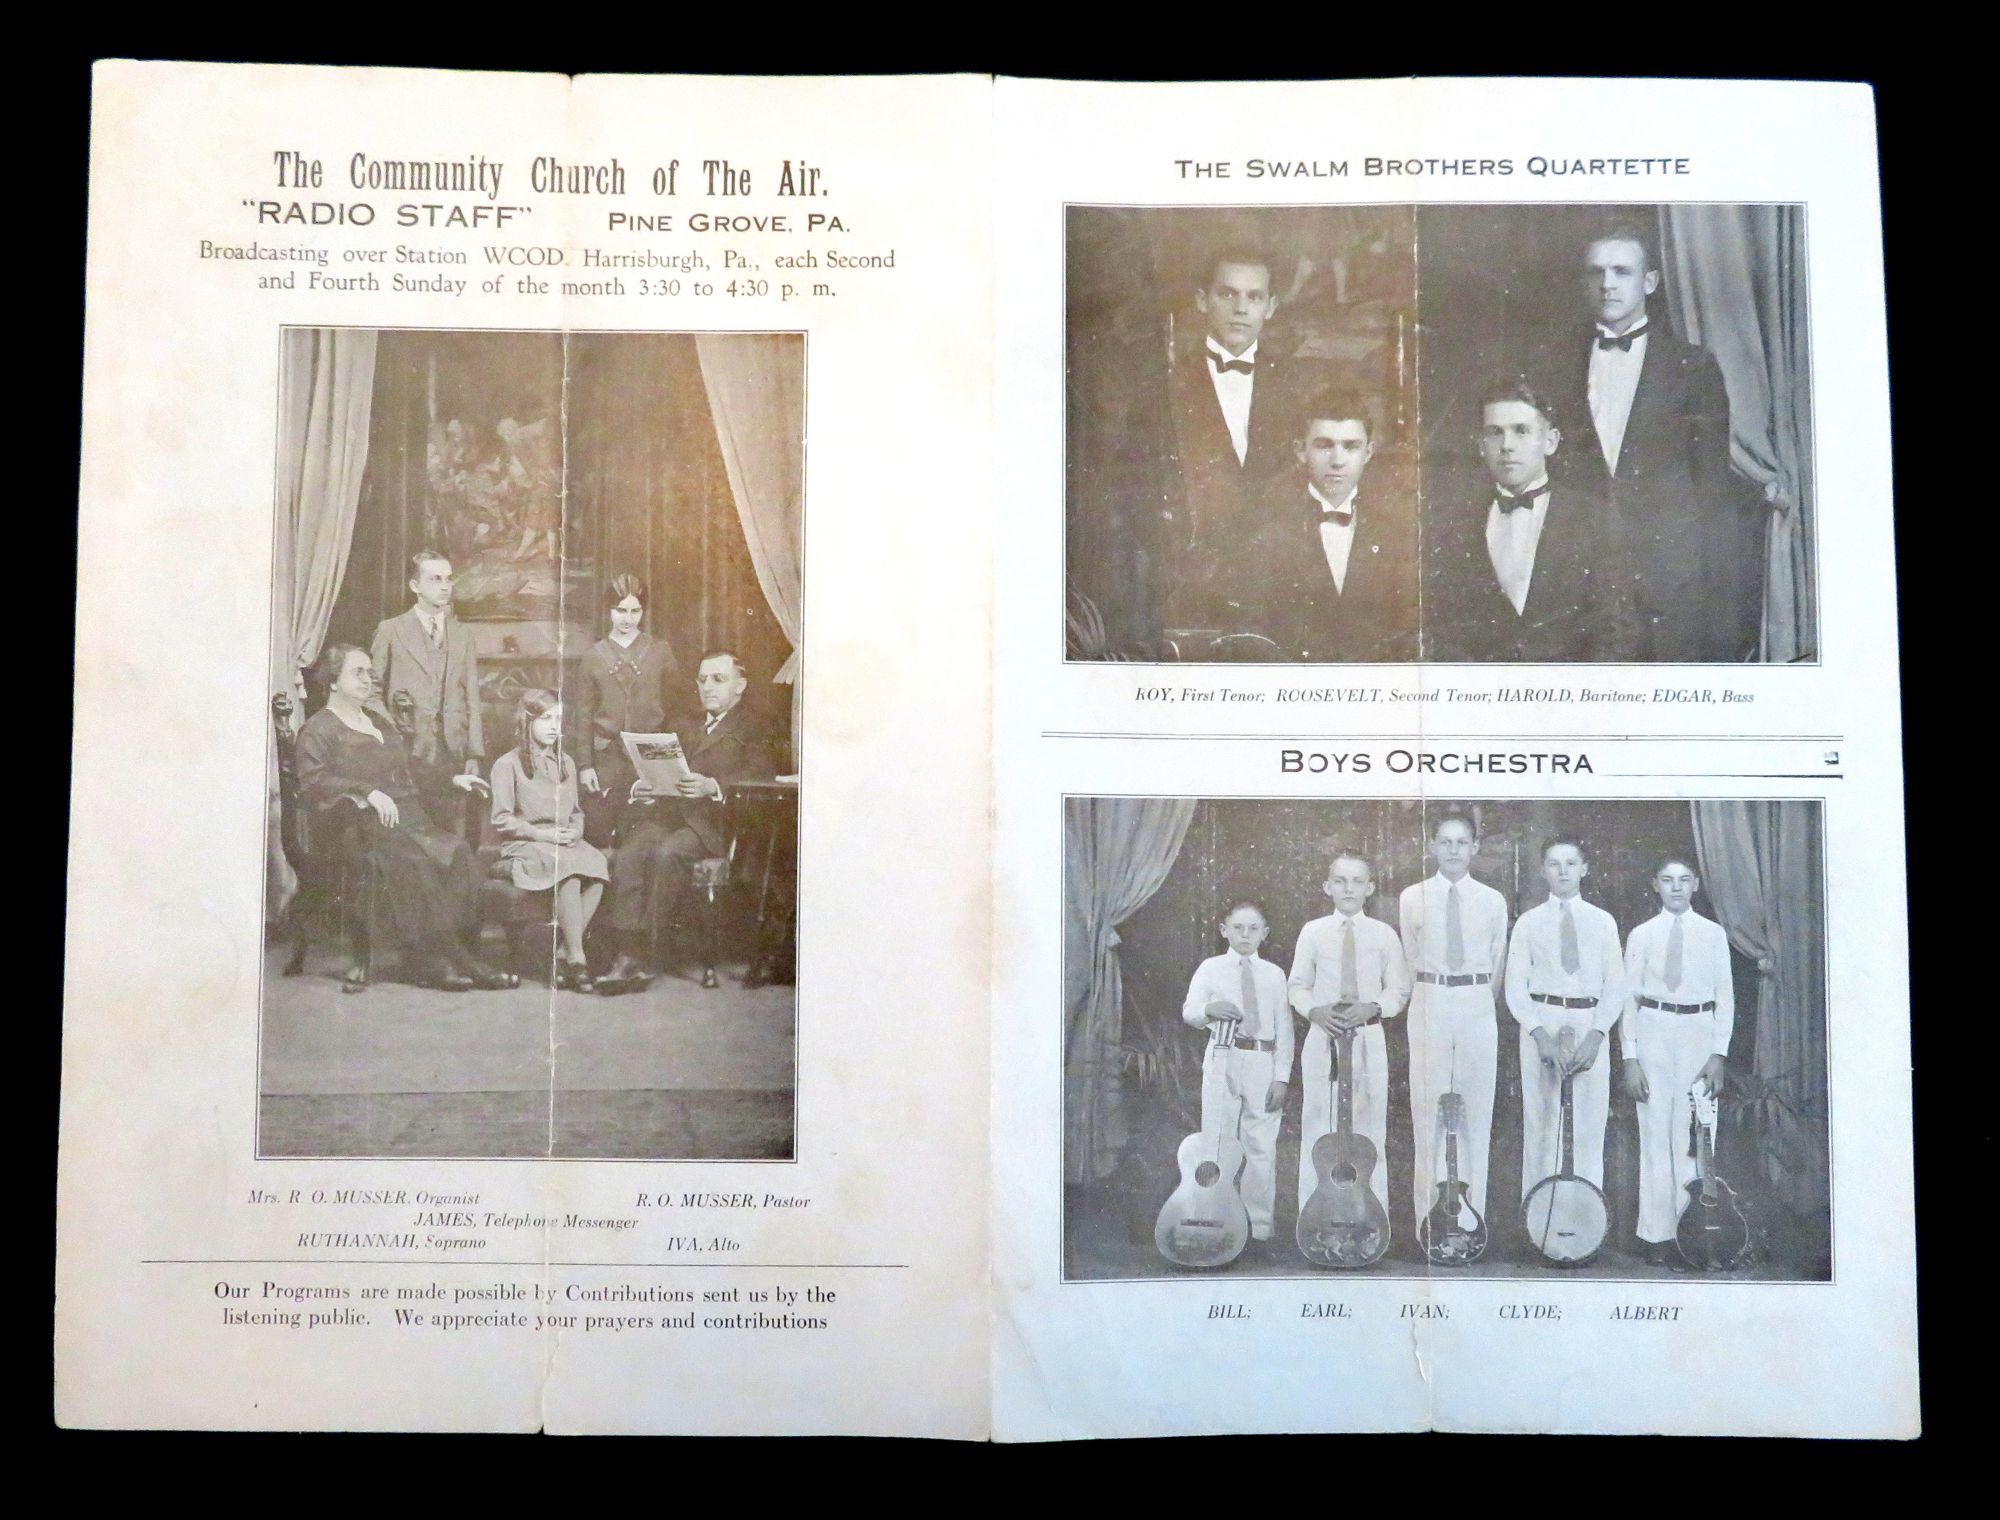 The Community Church of The Air.
"RADIO STAFF" PINE GROVE, PA.
Broadcasting over Station WCOD. Harrisburgh, Pa., each Second
and Fourth Sunday of the month 3:30 to 4:30 p. m.
Mrs. R. O. MUSSER, Organist R. O. MUSSER, Pastor
JAMES, Telephone Messenger
RUTHANNAH, Soprano IVA, Alto
Our Programs are made possible by Contributions sent us by the
listening public. We appreciate your prayers and contributions
THE SWALM BROTHERS QUARTETTE
ROY, First Tenor; ROOSEVELT, Second Tenor; HAROLD, Baritone; EDGAR, Bass
BOYS ORCHESTRA
BILL; EARL; IVAN; CLYDE; ALBERT